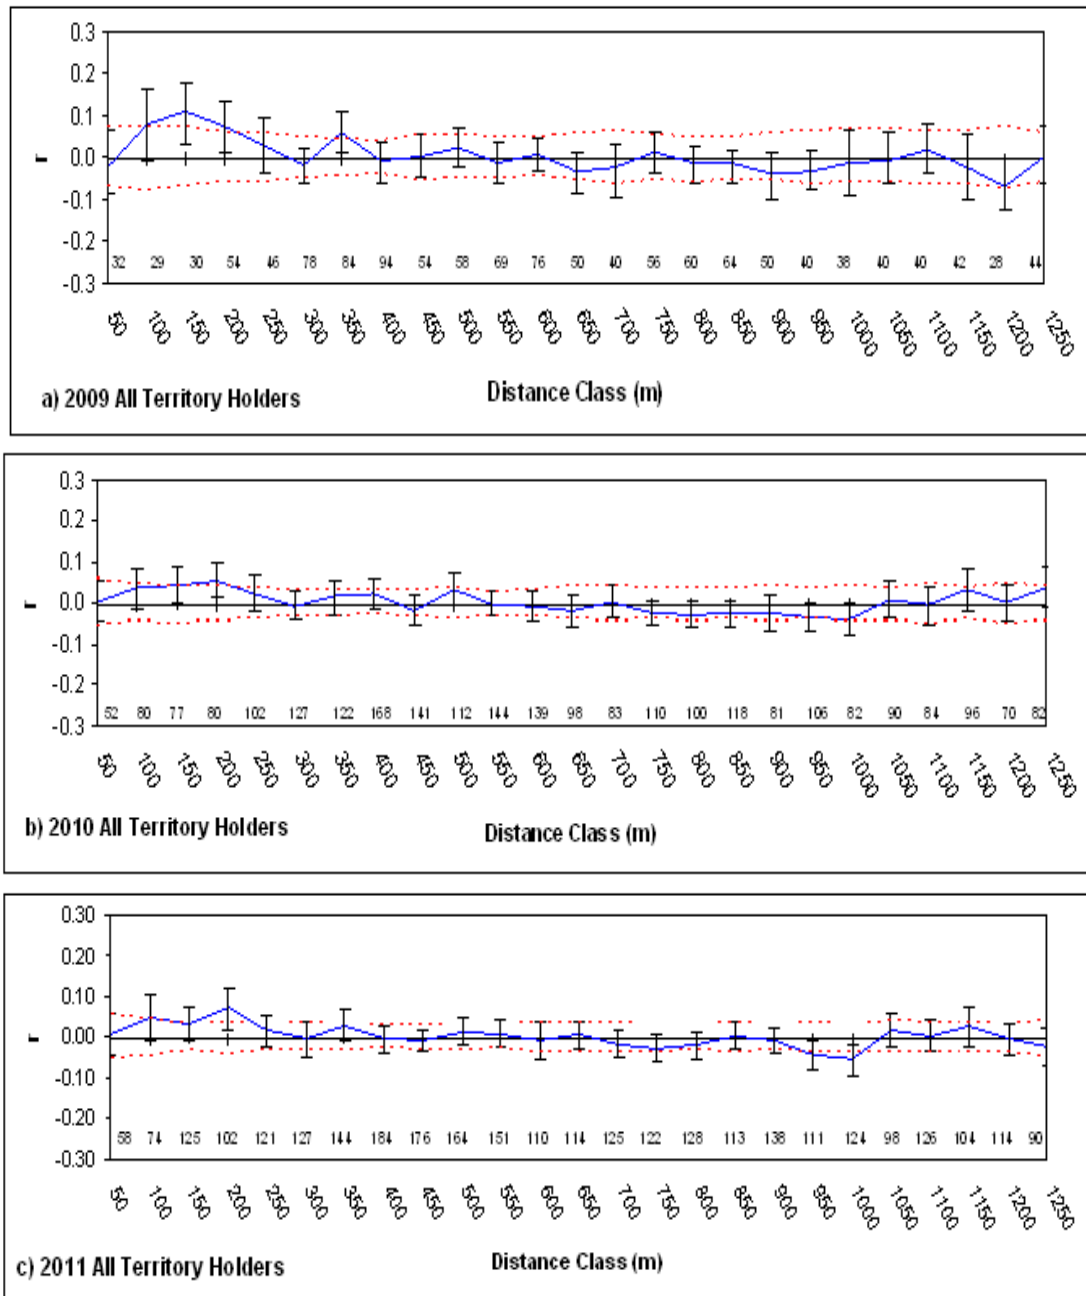 0.3
0.2
0.1
0.0
-0.1
-0.2
-0.3
r
32 29 30 54 46 78 84 94 54 58 69 76 50 40 56 60 64 50 40 38 40 40 42 28 44
50 100 150 200 250 300 350 400 450 500 550 600 650 700 750 800 850 900 950 1000 1050 1100 1150 1200 1250
Distance Class (m)
a) 2009 All Territory Holders
0.3
0.2
0.1
0.0
-0.1
-0.2
-0.3
r
52 80 77 80 102 127 122 168 141 112 144 139 98 83 110 100 118 81 106 82 90 84 96 70 82
50 100 150 200 250 300 350 400 450 500 550 600 650 700 750 800 850 900 950 1000 1050 1100 1150 1200 1250
b) 2010 All Territory Holders
Distance Class (m)
0.30
0.20
0.10
0.00
-0.10
-0.20
-0.30
r
58 74 125 102 121 127 144 184 176 164 151 110 114 125 122 128 113 138 111 124 98 126 104 114 90
50 100 150 200 250 300 350 400 450 500 550 600 650 700 750 800 850 900 950 1000 1050 1100 1150 1200 1250
Distance Class (m)
c) 2011 All Territory Holders